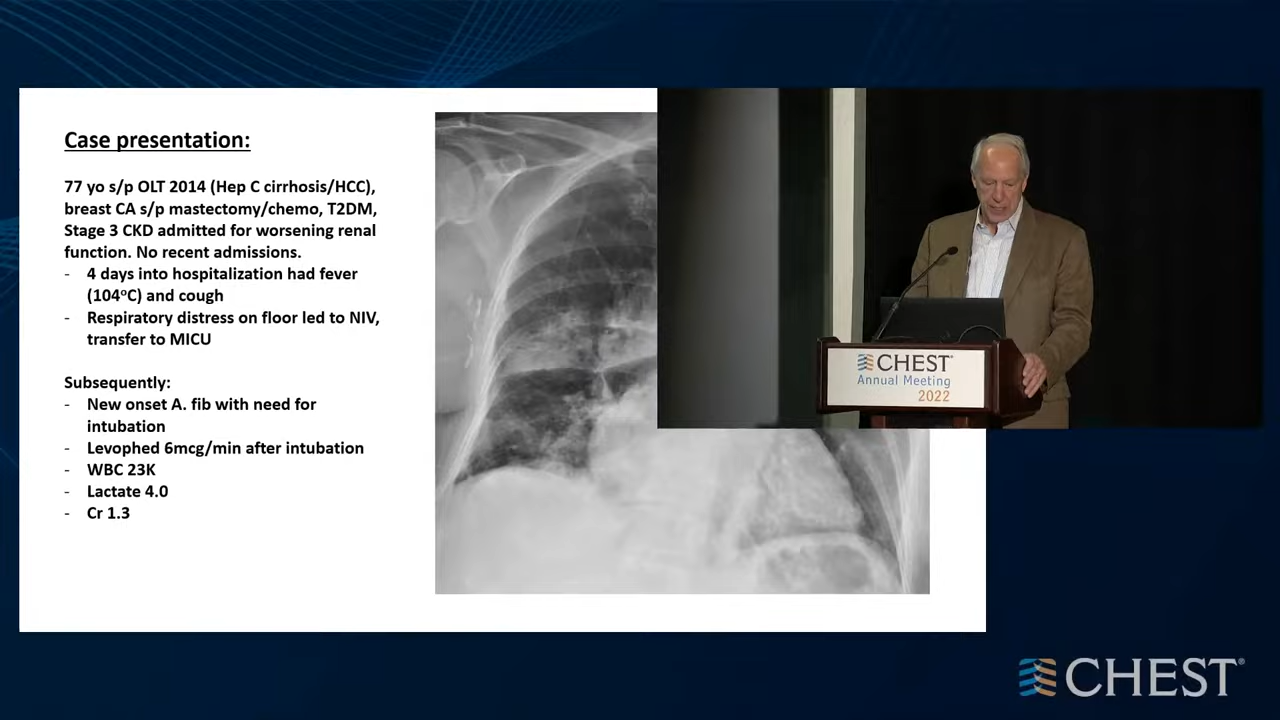 Case presentation:
77 yo s/p OLT 2014 (Hep C cirrhosis/HCC),
breast CA s/p mastectomy/chemo, T2DM,
Stage 3 CKD admitted for worsening renal
function. No recent admissions.
- 4 days into hospitalization had fever
(104°C) and cough
- Respiratory distress on floor led to NIV,
transfer to MICU
Subsequently:
- New onset A. fib with need for
intubation
- Levophed 6mcg/min after intubation
- WBC 23K
- Lactate 4.0
- Cr 1.3
CHEST®
Annual Meeting
2022
CHEST®